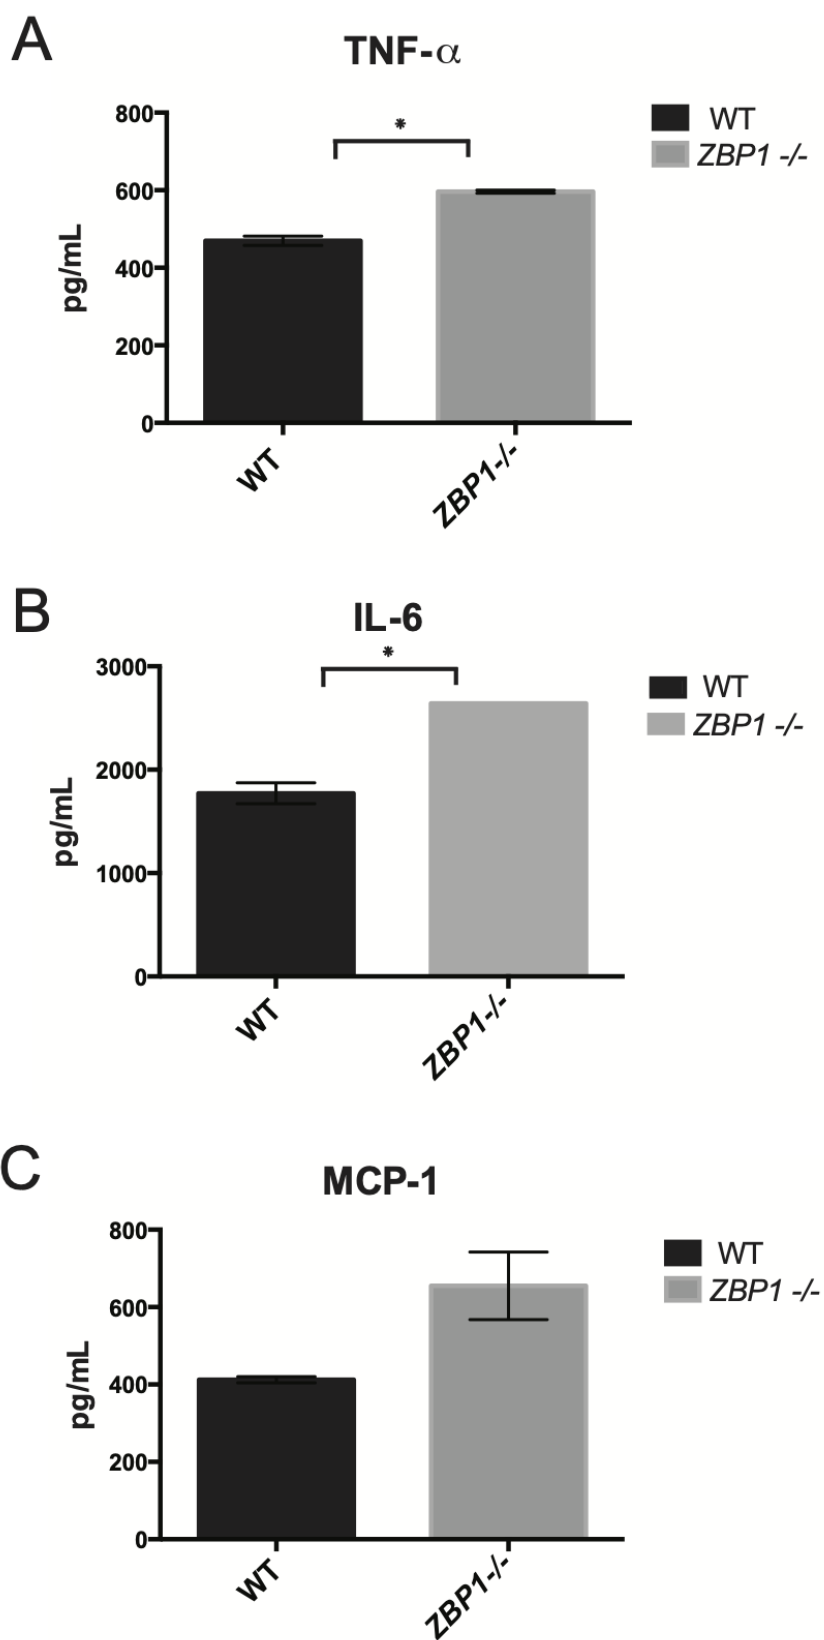 A
TNF-α
*
WT
ZBP1 -/-
800
600
400
200
0
pg/mL
WT
ZBP1-/-
B
IL-6
*
WT
ZBP1 -/-
3000
2000
1000
0
pg/mL
WT
ZBP1-/-
C
MCP-1
WT
ZBP1 -/-
800
600
400
200
0
pg/mL
WT
ZBP1-/-